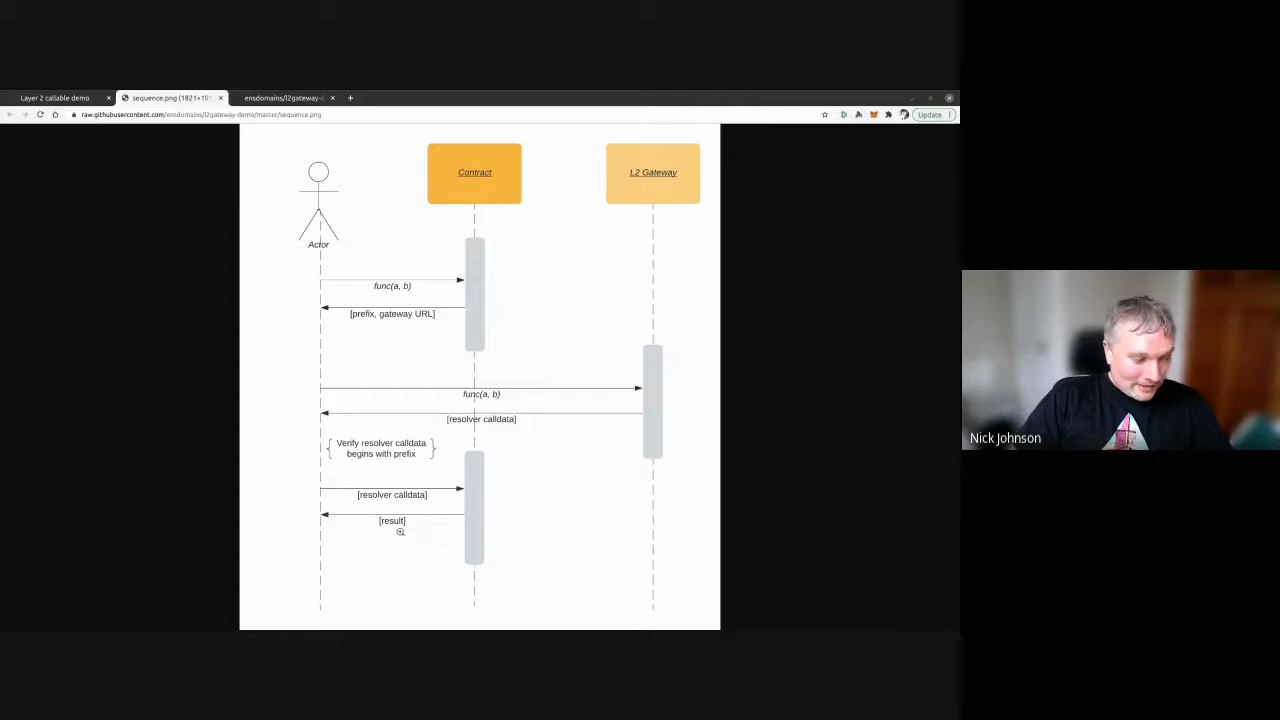 Layer 2 callable demo
sequence.png (1821×191
ensdomains/l2gateway-d
raw.githubusercontent.com/ensdomains/l2gateway-demo/master/sequence.png
Update
Contract
L2 Gateway
Actor
func(a, b)
[prefix, gateway URL]
func(a, b)
[resolver calldata]
Verify resolver calldata
begins with prefix
[resolver calldata]
[result]
Nick Johnson